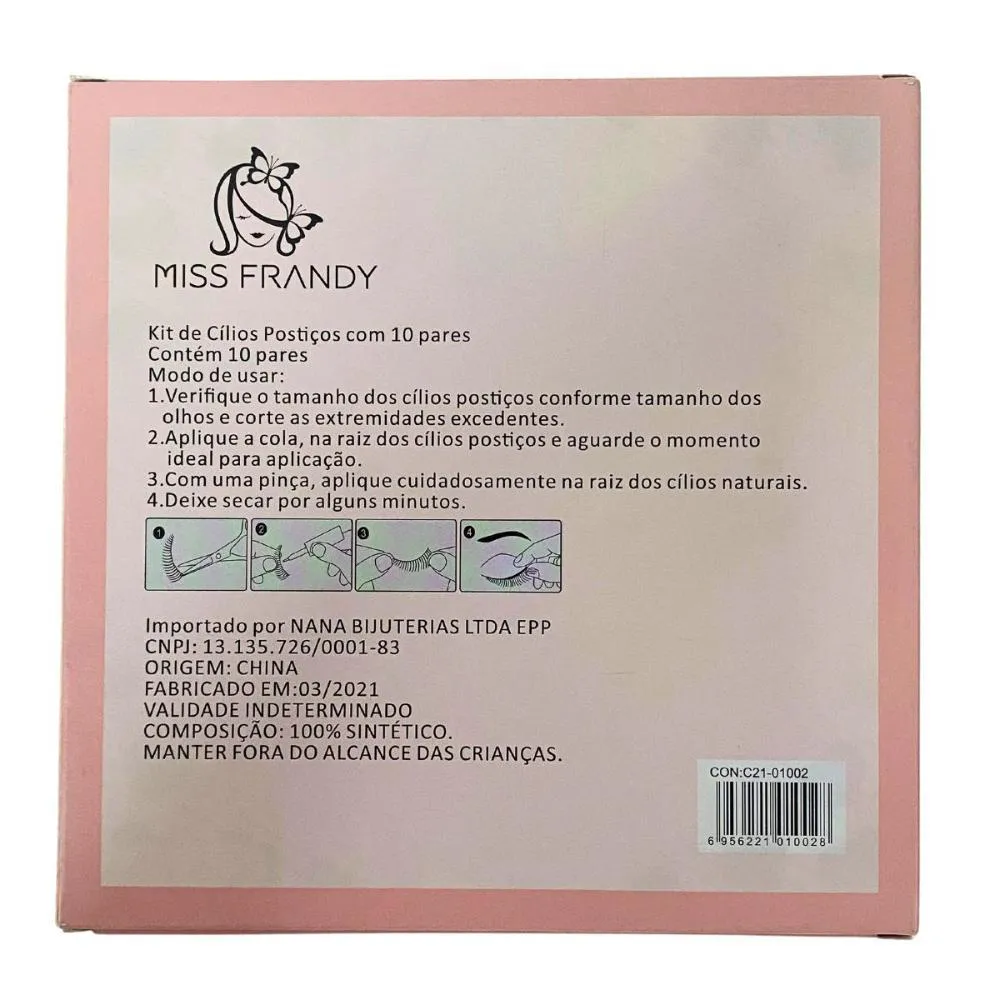 MISS FRANDY
Kit de Cílios Postiços com 10 pares
Contém 10 pares
Modo de usar:
1.Verifique o tamanho dos cílios postiços conforme tamanho dos
olhos e corte as extremidades excedentes.
2.Aplique a cola, na raiz dos cílios postiços e aguarde o momento
ideal para aplicação.
3.Com uma pinça, aplique cuidadosamente na raiz dos cílios naturais.
4.Deixe secar por alguns minutos.
1 2 3 4
Importado por NANA BIJUTERIAS LTDA EPP
CNPJ: 13.135.726/0001-83
ORIGEM: CHINA
FABRICADO EM:03/2021
VALIDADE INDETERMINADO
COMPOSIÇÃO: 100% SINTÉTICO.
MANTER FORA DO ALCANCE DAS CRIANÇAS.
CON:C21-01002
6 956221 010028